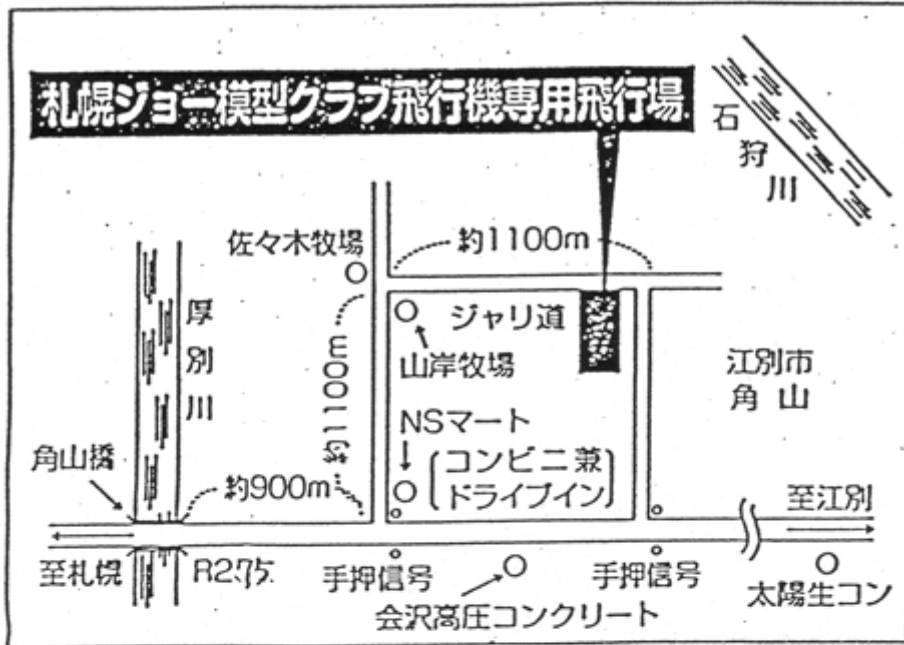 札幌ジョー模型クラブ飛行機専用飛行場
石狩川
佐々木牧場
約1100m
厚別川
ジャリ道
山岸牧場
約1100m
江別市
角山
NSマート
コンビニ兼
ドライブイン
角山橋
約900m
至江別
至札幌
R275
手押信号
手押信号
太陽生コン
会沢高圧コンクリート